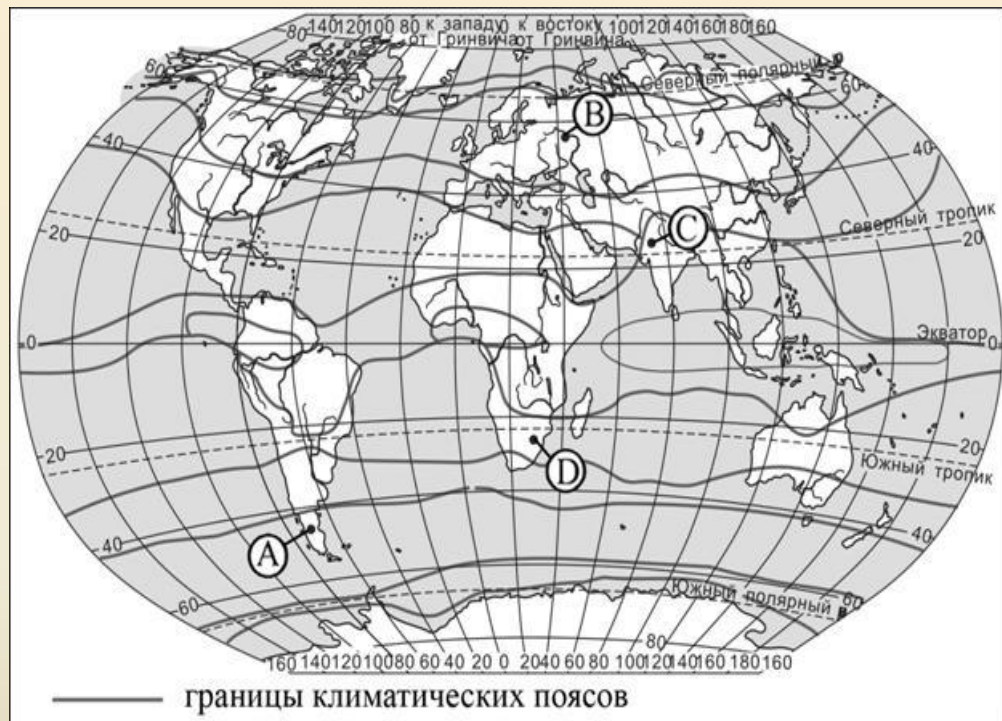 140 120 100 80 к западу к востоку 100 120 140 160 180 160
80 от Гринвича от Гринвича
60 Северный полярный 60
B
40 40
C
Северный тропик
20 20
Экватор
0 0
20 20
Южный тропик
D
40 40
A
60 Южный полярный 60
80
160 140 120 100 80 60 40 20 0 20 40 60 80 100 120 140 160 180 160
границы климатических поясов